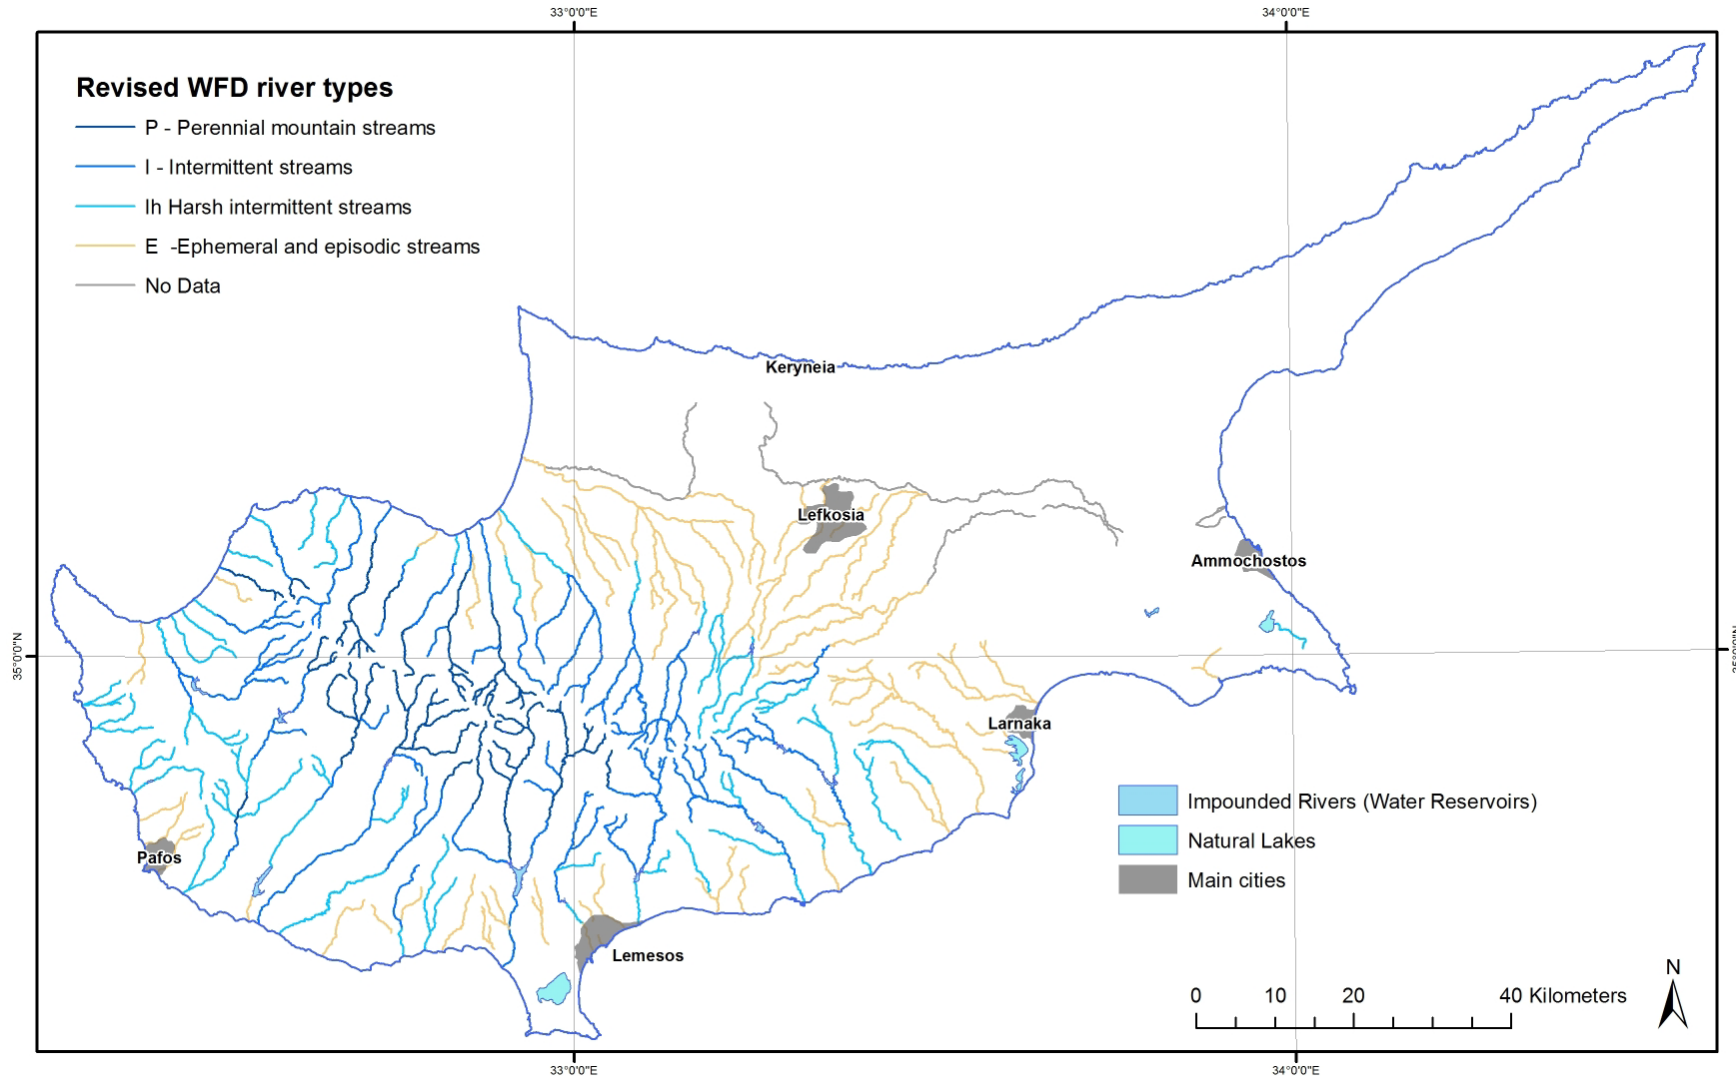 33°0'0"E
34°0'0"E
Revised WFD river types
P - Perennial mountain streams
I - Intermittent streams
Ih Harsh intermittent streams
E -Ephemeral and episodic streams
No Data
Keryneia
Lefkosia
Ammochostos
35°0'0"N
Larnaka
Impounded Rivers (Water Reservoirs)
Pafos
Natural Lakes
Main cities
Lemesos
N
0 10 20 40 Kilometers
33°0'0"E
34°0'0"E